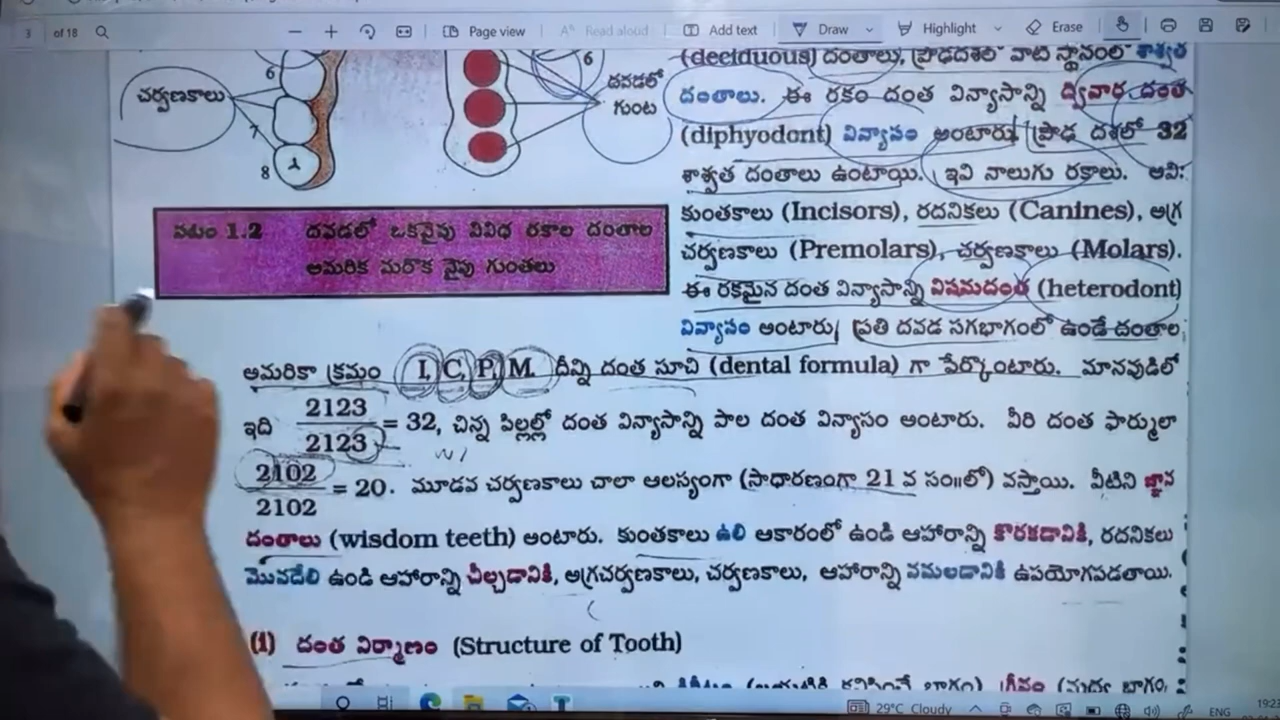 3 of 18 Page view Read aloud Add text Draw Highlight Erase
6
7
8
చర్వణకాలు
6
దవడలో
గుంట
(deciduous) దంతాలు, ప్రౌఢదశలో వాటి స్థానంలో శాశ్వత
దంతాలు. ఈ రకం దంత విన్యాసాన్ని ద్వివార దంత
(diphyodont) విన్యాసం అంటారు. ప్రౌఢ దశలో 32
శాశ్వత దంతాలు ఉంటాయి. ఇవి నాలుగు రకాలు. అవి:
కుంతకాలు (Incisors), రదనికలు (Canines), అగ్ర
చర్వణకాలు (Premolars), చర్వణకాలు (Molars).
ఈ రకమైన దంత విన్యాసాన్ని విషమదంత (heterodont)
విన్యాసం అంటారు. ప్రతి దవడ సగభాగంలో ఉండే దంతాల
పటం 1.2 దవడలో ఒకవైపు వివిధ రకాల దంతాల
అమరిక మరొక వైపు గుంతలు
అమరికా క్రమం I, C, P, M. దీన్ని దంత సూచి (dental formula) గా పేర్కొంటారు. మానవుడిలో
ఇది 2123/2123 = 32, చిన్న పిల్లల్లో దంత విన్యాసాన్ని పాల దంత విన్యాసం అంటారు. వీరి దంత ఫార్ములా
2102/2102 = 20. మూడవ చర్వణకాలు చాలా ఆలస్యంగా (సాధారణంగా 21 వ సం॥లో) వస్తాయి. వీటిని జ్ఞాన
దంతాలు (wisdom teeth) అంటారు. కుంతకాలు ఉలి ఆకారంలో ఉండి ఆహారాన్ని కొరకడానికి, రదనికలు
మొనదేలి ఉండి ఆహారాన్ని చీల్చడానికి, అగ్రచర్వణకాలు, చర్వణకాలు, ఆహారాన్ని నమలడానికి ఉపయోగపడతాయి.
(i) దంత నిర్మాణం (Structure of Tooth)
29°C Cloudy ENG